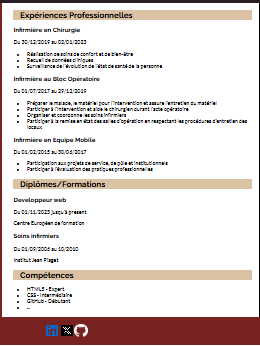 Expériences Professionnelles
Infirmière en Chirurgie
Du 30/12/2019 au 02/01/2023
Réalisation de soins de confort et de bien-être
Recueil de données cliniques
Surveillance de l'évolution de l'état de santé de la personne
Infirmière au Bloc Opératoire
Du 01/07/2017 au 29/12/2019
Préparer le malade, le matériel pour l'intervention et assure l'entretien du matériel
Participer à l'intervention et aide le chirurgien durant l'acte opératoire
Organiser et coordonne les soins infirmiers
Participer à la remise en état des salles d'opération en respectant les procédures d'entretien des
locaux
Infirmière en Equipe Mobile
Du 01/02/2015 au 30/06/2017
Participation aux projets de service, de pôle et institutionnels
Participer à l'évaluation des pratiques professionnelles
Diplômes/Formations
Developpeur web
Du 01/11/2023 jusqu'à present
Centre Européen de formation
Soins infirmiers
Du 01/09/2006 au 10/2010
Institut Jean Piaget
Compétences
HTML5 - Expert
CSS - Intermédiaire
GitHub - Débutant
...